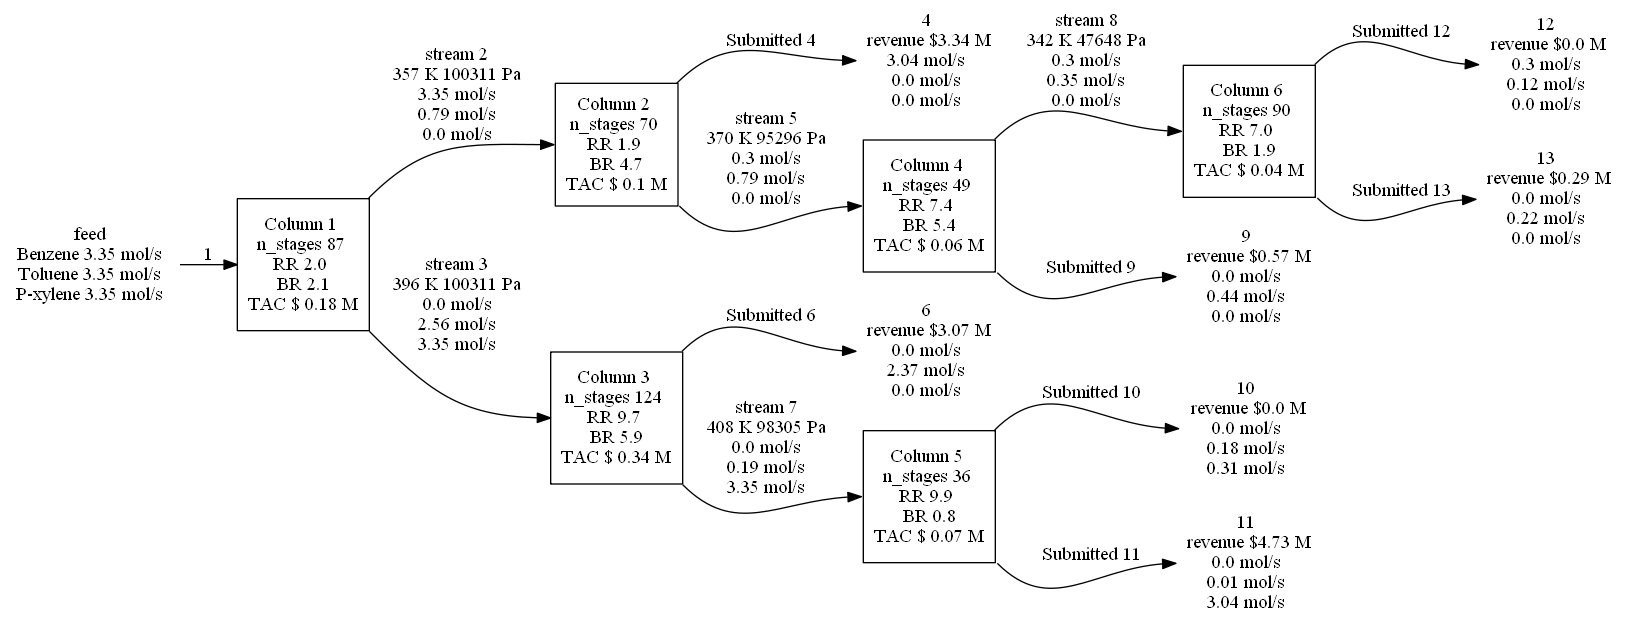 feed
Benzene 3.35 mol/s
Toluene 3.35 mol/s
P-xylene 3.35 mol/s
1
Column 1
n_stages 87
RR 2.0
BR 2.1
TAC $ 0.18 M
stream 2
357 K 100311 Pa
3.35 mol/s
0.79 mol/s
0.0 mol/s
stream 3
396 K 100311 Pa
0.0 mol/s
2.56 mol/s
3.35 mol/s
Column 2
n_stages 70
RR 1.9
BR 4.7
TAC $ 0.1 M
Column 3
n_stages 124
RR 9.7
BR 5.9
TAC $ 0.34 M
Submitted 4
4
revenue $3.34 M
3.04 mol/s
0.0 mol/s
0.0 mol/s
stream 5
370 K 95296 Pa
0.3 mol/s
0.79 mol/s
0.0 mol/s
Submitted 6
6
revenue $3.07 M
0.0 mol/s
2.37 mol/s
0.0 mol/s
stream 7
408 K 98305 Pa
0.0 mol/s
0.19 mol/s
3.35 mol/s
Column 4
n_stages 49
RR 7.4
BR 5.4
TAC $ 0.06 M
Column 5
n_stages 36
RR 9.9
BR 0.8
TAC $ 0.07 M
stream 8
342 K 47648 Pa
0.3 mol/s
0.35 mol/s
0.0 mol/s
Submitted 9
9
revenue $0.57 M
0.0 mol/s
0.44 mol/s
0.0 mol/s
Submitted 10
10
revenue $0.0 M
0.0 mol/s
0.18 mol/s
0.31 mol/s
Submitted 11
11
revenue $4.73 M
0.0 mol/s
0.01 mol/s
3.04 mol/s
Column 6
n_stages 90
RR 7.0
BR 1.9
TAC $ 0.04 M
Submitted 12
12
revenue $0.0 M
0.3 mol/s
0.12 mol/s
0.0 mol/s
Submitted 13
13
revenue $0.29 M
0.0 mol/s
0.22 mol/s
0.0 mol/s